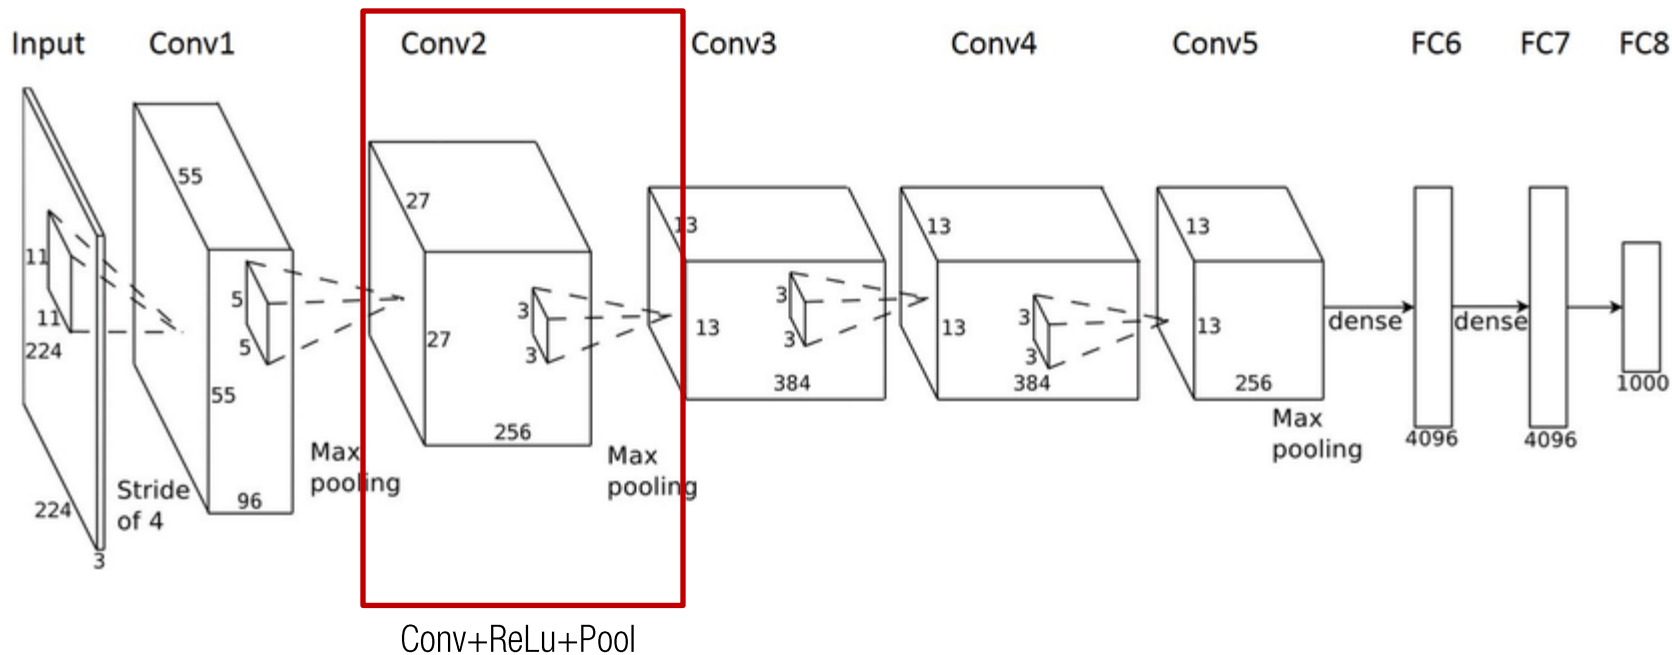 Input Conv1 Conv2 Conv3 Conv4 Conv5 FC6 FC7 FC8
11
11
224
224
3
Stride
of 4
55
55
96
5
5
Max
pooling
27
27
256
3
3
Max
pooling
13
13
384
3
3
13
13
384
3
3
13
13
256
Max
pooling
dense
4096
dense
4096
1000
Conv+ReLu+Pool